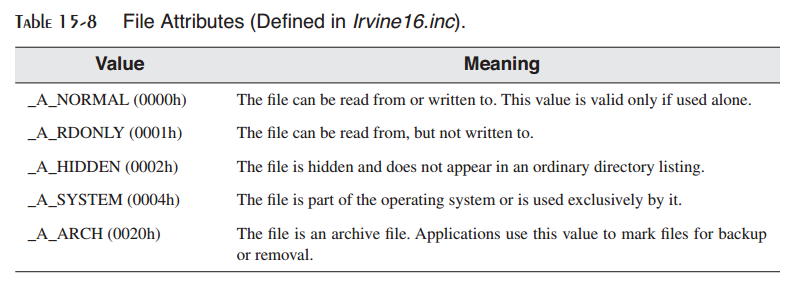 TABLE 15-8 File Attributes (Defined in Irvine16.inc).
Value Meaning
_A_NORMAL (0000h) The file can be read from or written to. This value is valid only if used alone.
_A_RDONLY (0001h) The file can be read from, but not written to.
_A_HIDDEN (0002h) The file is hidden and does not appear in an ordinary directory listing.
_A_SYSTEM (0004h) The file is part of the operating system or is used exclusively by it.
_A_ARCH (0020h) The file is an archive file. Applications use this value to mark files for backup
or removal.